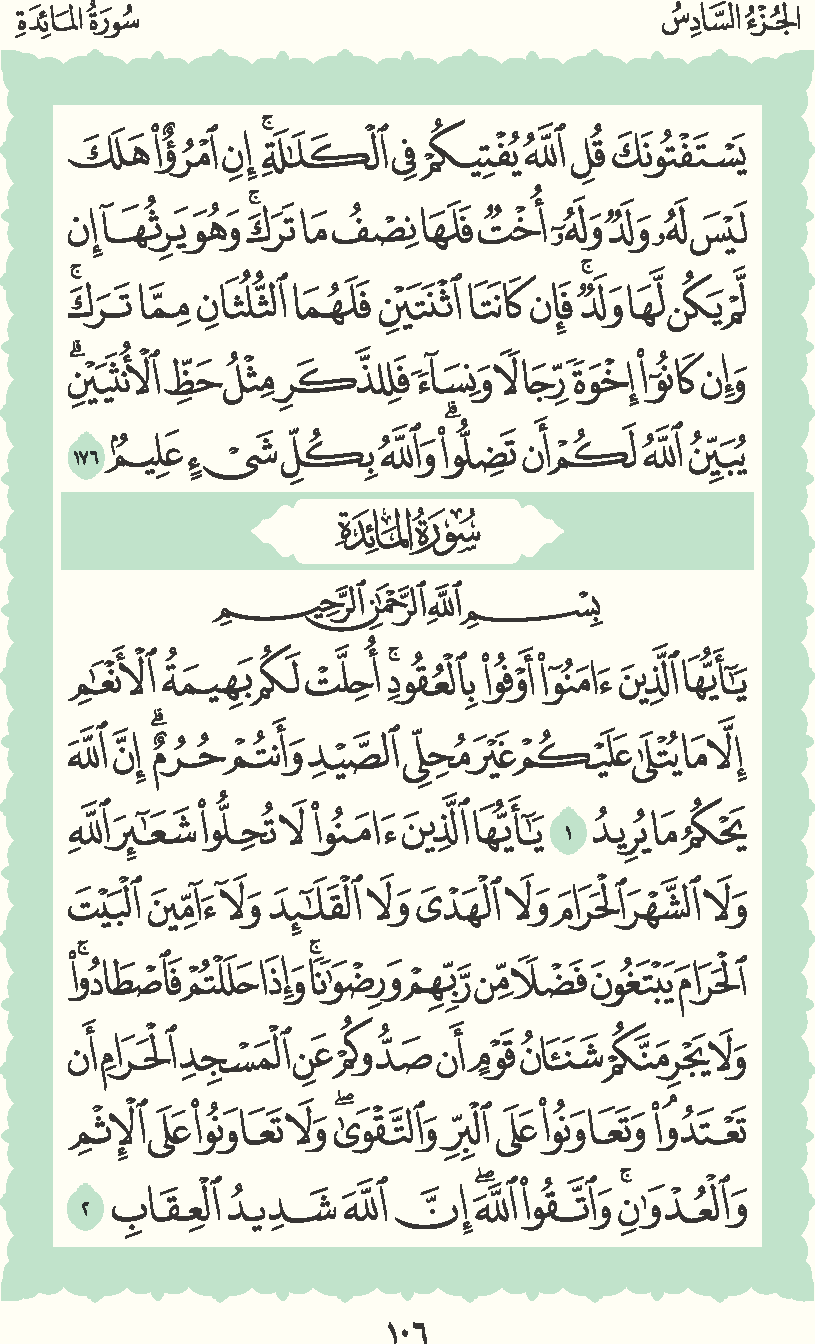 الجُزْءُ السَّادِسُ
سُورَةُ المَائِدَةِ
يَسْتَفْتُونَكَ قُلِ ٱللَّهُ يُفْتِيكُمْ فِى ٱلْكَلَٰلَةِ ۚ إِنِ ٱمْرُؤٌا۟ هَلَكَ
لَيْسَ لَهُۥ وَلَدٌ وَلَهُۥٓ أُخْتٌ فَلَهَا نِصْفُ مَا تَرَكَ ۚ وَهُوَ يَرِثُهَآ إِن
لَّمْ يَكُن لَّهَا وَلَدٌ ۚ فَإِن كَانَتَا ٱثْنَتَيْنِ فَلَهُمَا ٱلثُّلُثَانِ مِمَّا تَرَكَ ۚ
وَإِن كَانُوٓا۟ إِخْوَةً رِّجَالًا وَنِسَآءً فَلِلذَّكَرِ مِثْلُ حَظِّ ٱلْأُنثَيَيْنِ ۗ
يُبَيِّنُ ٱللَّهُ لَكُمْ أَن تَضِلُّوا۟ ۗ وَٱللَّهُ بِكُلِّ شَىْءٍ عَلِيمٌۢ ١٧٦
سُورَةُ المَائِدَةِ
بِسْمِ ٱللَّهِ ٱلرَّحْمَٰنِ ٱلرَّحِيمِ
يَٰٓأَيُّهَا ٱلَّذِينَ ءَامَنُوٓا۟ أَوْفُوا۟ بِٱلْعُقُودِ ۚ أُحِلَّتْ لَكُم بَهِيمَةُ ٱلْأَنْعَٰمِ
إِلَّا مَا يُتْلَىٰ عَلَيْكُمْ غَيْرَ مُحِلِّى ٱلصَّيْدِ وَأَنتُمْ حُرُمٌ ۗ إِنَّ ٱللَّهَ
يَحْكُمُ مَا يُرِيدُ ١ يَٰٓأَيُّهَا ٱلَّذِينَ ءَامَنُوا۟ لَا تُحِلُّوا۟ شَعَٰٓئِرَ ٱللَّهِ
وَلَا ٱلشَّهْرَ ٱلْحَرَامَ وَلَا ٱلْهَدْىَ وَلَا ٱلْقَلَٰٓئِدَ وَلَآ ءَآمِّينَ ٱلْبَيْتَ
ٱلْحَرَامَ يَبْتَغُونَ فَضْلًا مِّن رَّبِّهِمْ وَرِضْوَٰنًا ۚ وَإِذَا حَلَلْتُمْ فَٱصْطَادُوا۟ ۚ
وَلَا يَجْرِمَنَّكُمْ شَنَـَٔانُ قَوْمٍ أَن صَدُّوكُمْ عَنِ ٱلْمَسْجِدِ ٱلْحَرَامِ أَن
تَعْتَدُوا۟ ۘ وَتَعَاوَنُوا۟ عَلَى ٱلْبِرِّ وَٱلتَّقْوَىٰ ۖ وَلَا تَعَاوَنُوا۟ عَلَى ٱلْإِثْمِ
وَٱلْعُدْوَٰنِ ۚ وَٱتَّقُوا۟ ٱللَّهَ ۖ إِنَّ ٱللَّهَ شَدِيدُ ٱلْعِقَابِ ٢
١٠٦